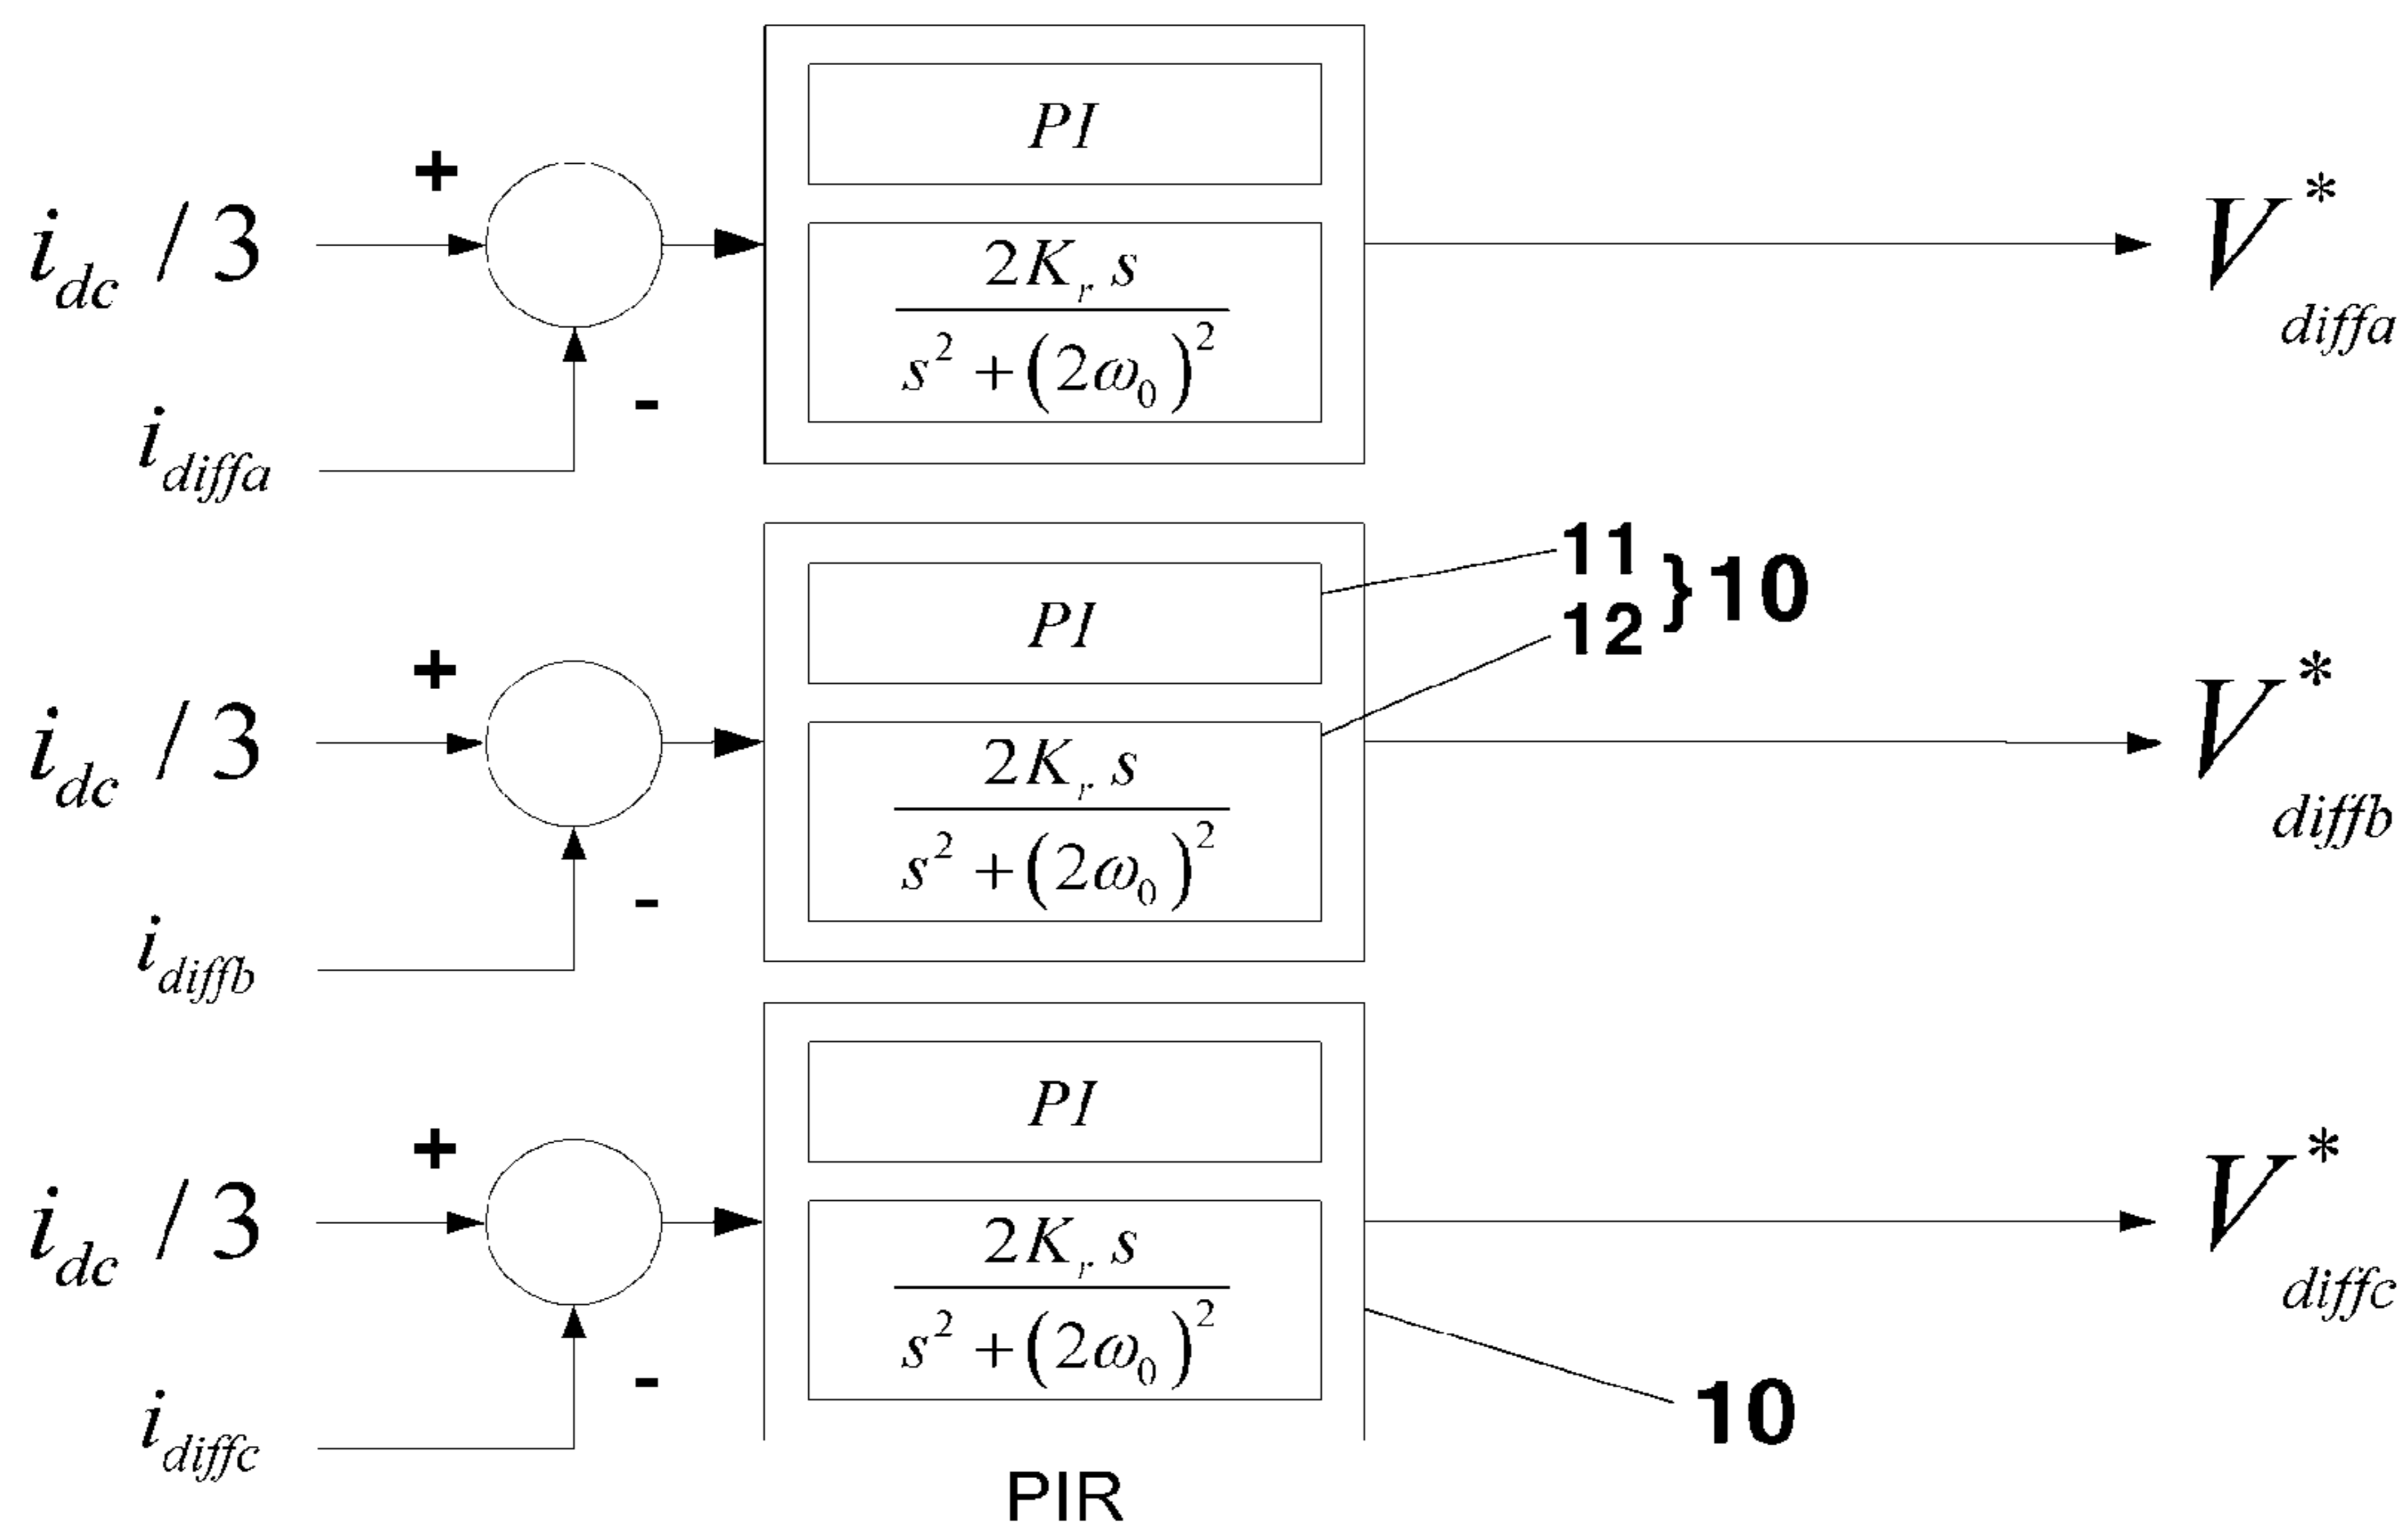 PI
+
i_dc / 3
2K_r s
s^2 + (2ω_0)^2
V*_diffa
-
i_diffa
11
12
}10
PI
+
i_dc / 3
2K_r s
s^2 + (2ω_0)^2
V*_diffb
-
i_diffb
PI
+
i_dc / 3
2K_r s
s^2 + (2ω_0)^2
V*_diffc
-
i_diffc
10
PIR